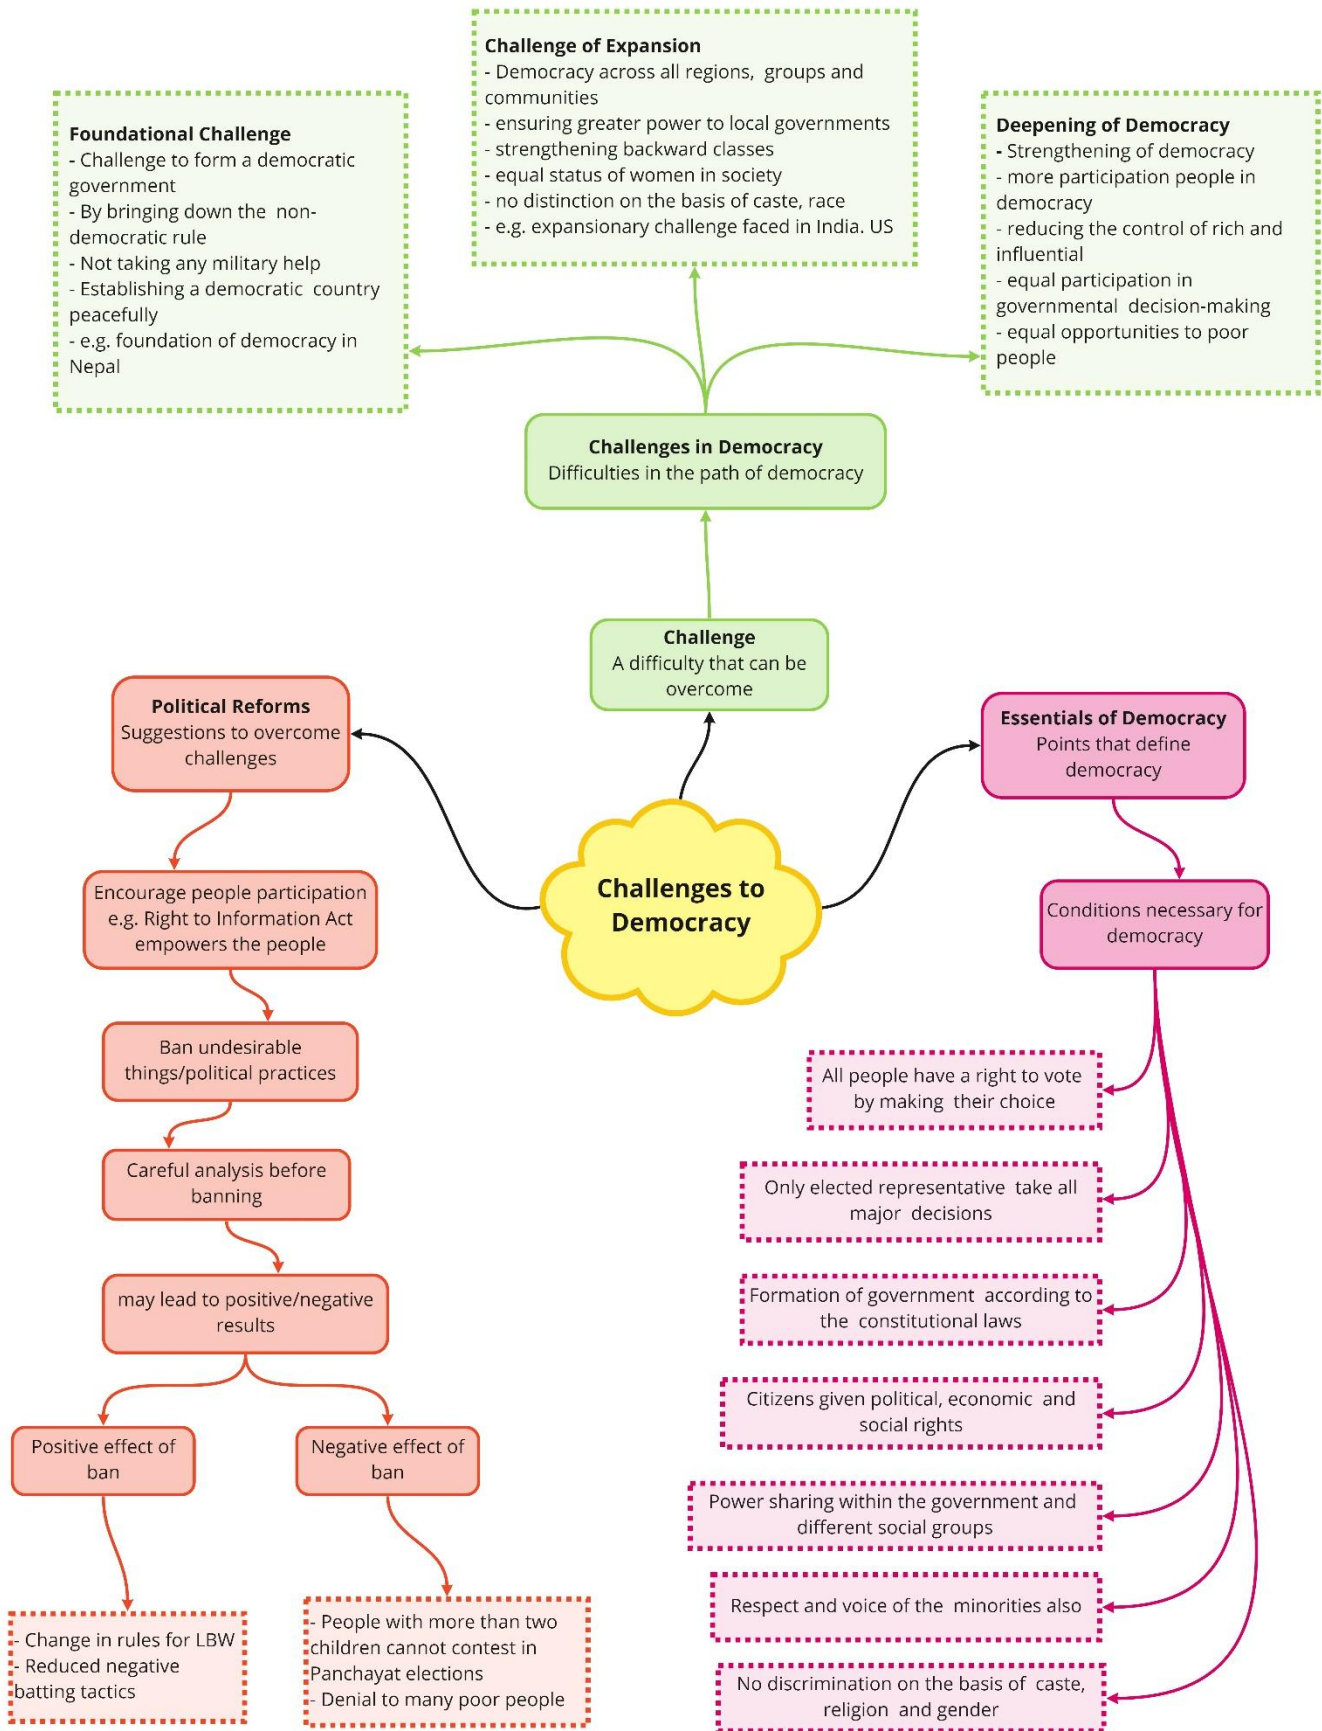 Challenge of Expansion
- Democracy across all regions, groups and
communities
- ensuring greater power to local governments
- strengthening backward classes
- equal status of women in society
- no distinction on the basis of caste, race
- e.g. expansionary challenge faced in India. US
Foundational Challenge
- Challenge to form a democratic
government
- By bringing down the non-
democratic rule
- Not taking any military help
- Establishing a democratic country
peacefully
- e.g. foundation of democracy in
Nepal
Deepening of Democracy
- Strengthening of democracy
- more participation people in
democracy
- reducing the control of rich and
influential
- equal participation in
governmental decision-making
- equal opportunities to poor
people
Challenges in Democracy
Difficulties in the path of democracy
Challenge
A difficulty that can be
overcome
Political Reforms
Suggestions to overcome
challenges
Essentials of Democracy
Points that define
democracy
Challenges to
Democracy
Encourage people participation
e.g. Right to Information Act
empowers the people
Ban undesirable
things/political practices
Careful analysis before
banning
may lead to positive/negative
results
Positive effect of
ban
Negative effect of
ban
- Change in rules for LBW
- Reduced negative
batting tactics
- People with more than two
children cannot contest in
Panchayat elections
- Denial to many poor people
Conditions necessary for
democracy
All people have a right to vote
by making their choice
Only elected representative take all
major decisions
Formation of government according to
the constitutional laws
Citizens given political, economic and
social rights
Power sharing within the government and
different social groups
Respect and voice of the minorities also
No discrimination on the basis of caste,
religion and gender